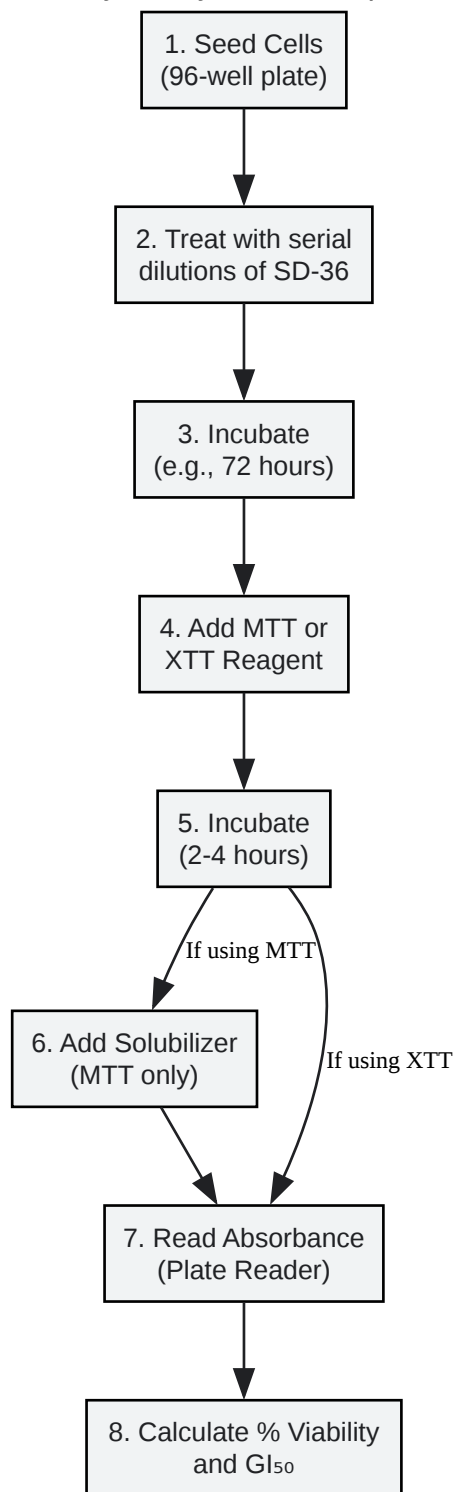 1. Seed Cells
(96-well plate)
2. Treat with serial
dilutions of SD-36
3. Incubate
(e.g., 72 hours)
4. Add MTT or
XTT Reagent
5. Incubate
(2-4 hours)
If using MTT
6. Add Solubilizer
(MTT only)
If using XTT
7. Read Absorbance
(Plate Reader)
8. Calculate % Viability
and GI₅₀